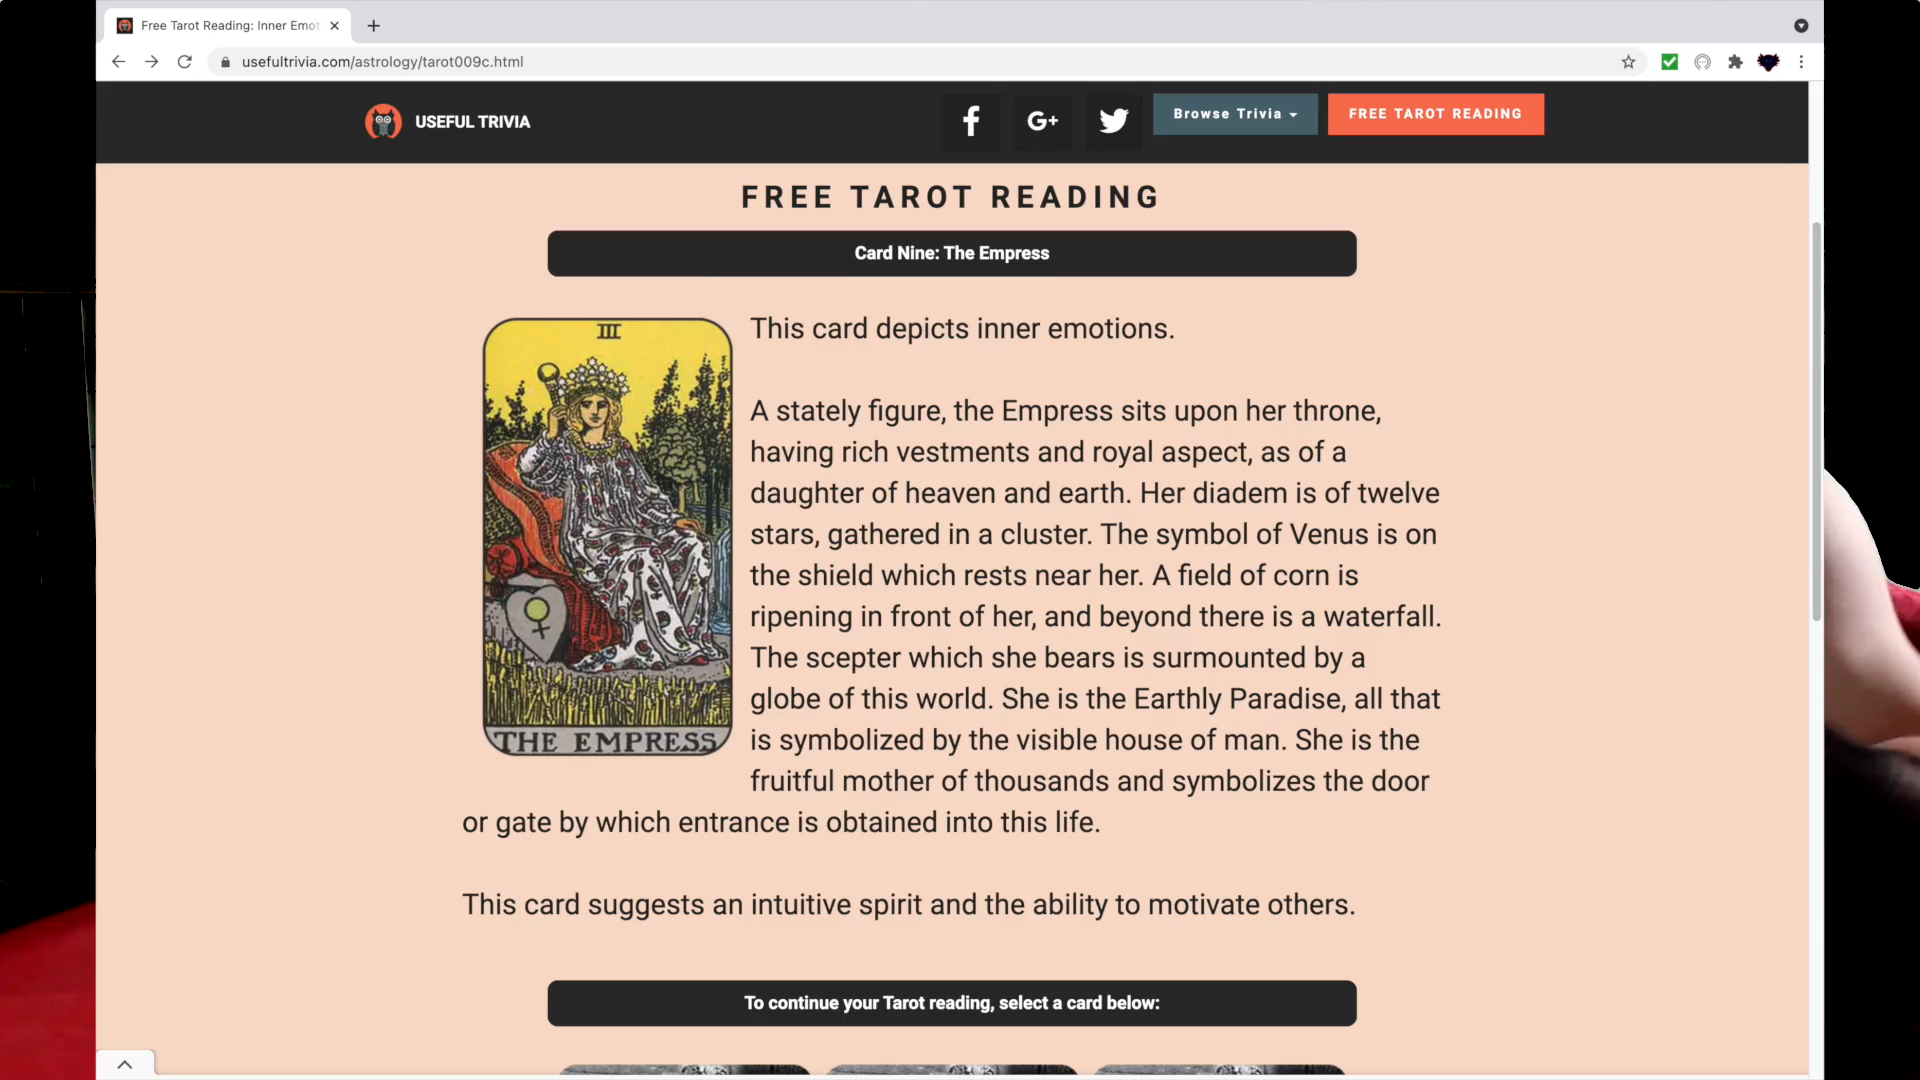 Free Tarot Reading: Inner Emot
usefultrivia.com/astrology/tarot009c.html
USEFUL TRIVIA
G+
Browse Trivia
FREE TAROT READING
FREE TAROT READING
Card Nine: The Empress
III
THE EMPRESS
This card depicts inner emotions.
A stately figure, the Empress sits upon her throne,
having rich vestments and royal aspect, as of a
daughter of heaven and earth. Her diadem is of twelve
stars, gathered in a cluster. The symbol of Venus is on
the shield which rests near her. A field of corn is
ripening in front of her, and beyond there is a waterfall.
The scepter which she bears is surmounted by a
globe of this world. She is the Earthly Paradise, all that
is symbolized by the visible house of man. She is the
fruitful mother of thousands and symbolizes the door
or gate by which entrance is obtained into this life.
This card suggests an intuitive spirit and the ability to motivate others.
To continue your Tarot reading, select a card below: